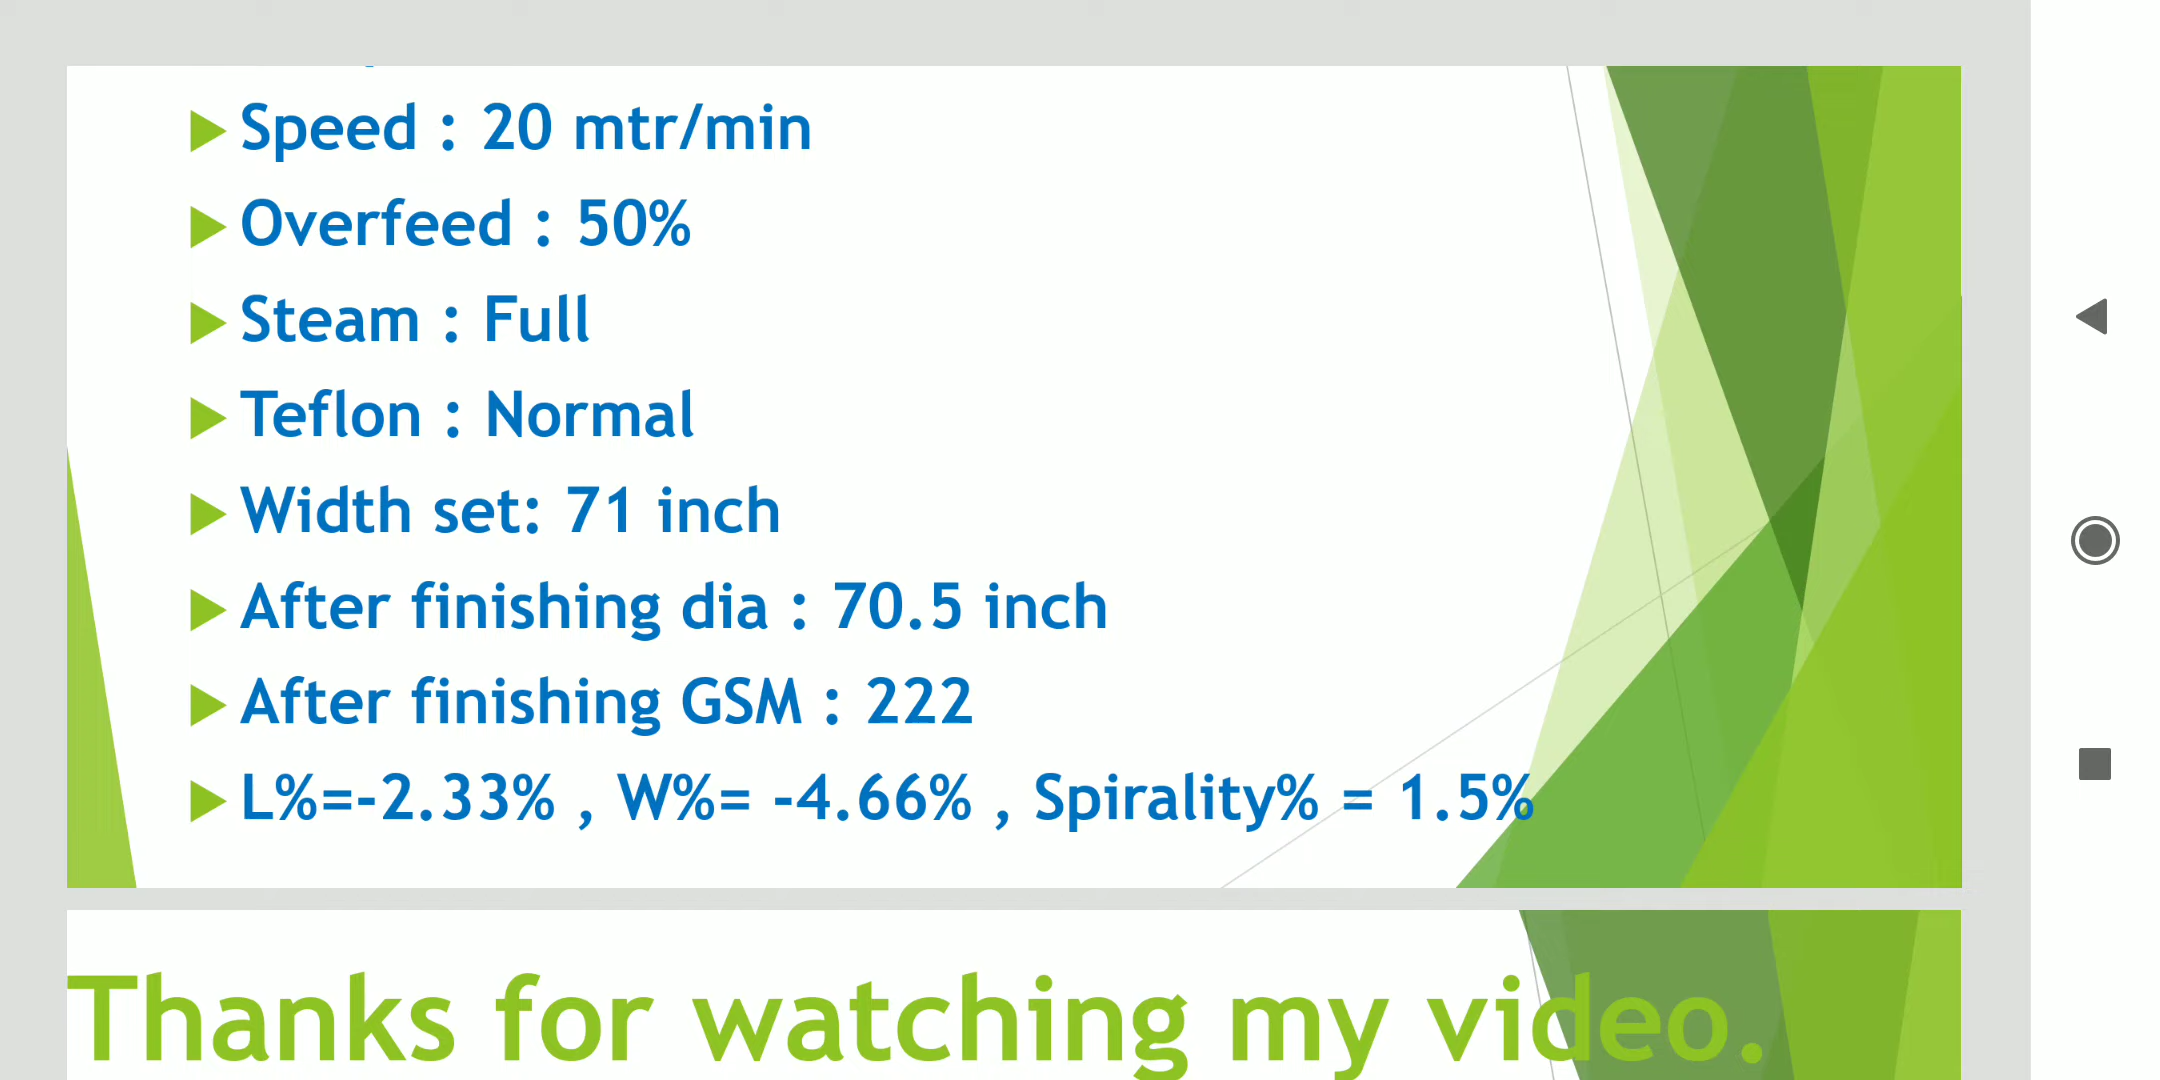 Speed : 20 mtr/min
Overfeed : 50%
Steam : Full
Teflon : Normal
Width set: 71 inch
After finishing dia : 70.5 inch
After finishing GSM : 222
L%=-2.33% , W%= -4.66% , Spirality% = 1.5%
Thanks for watching my video.